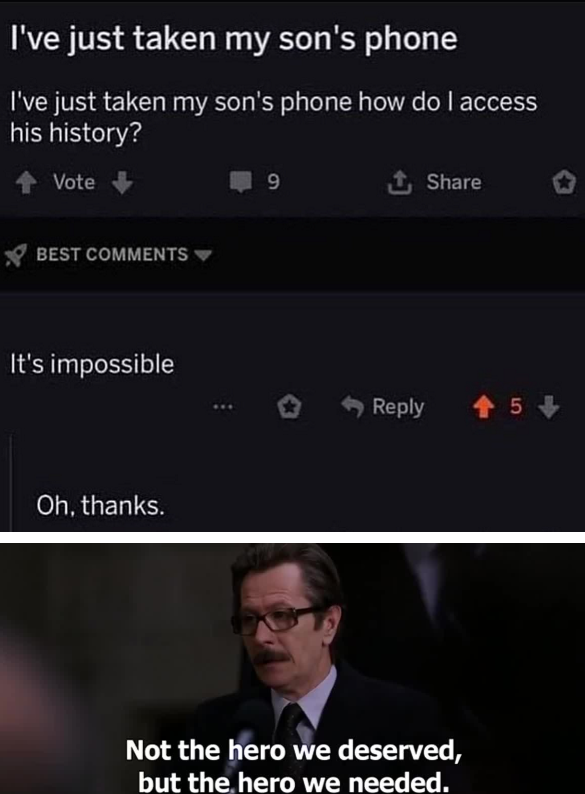 I've just taken my son's phone
I've just taken my son's phone how do I access
his history?
Vote 9 Share
BEST COMMENTS
It's impossible
... Reply 5
Oh, thanks.
Not the hero we deserved,
but the hero we needed.